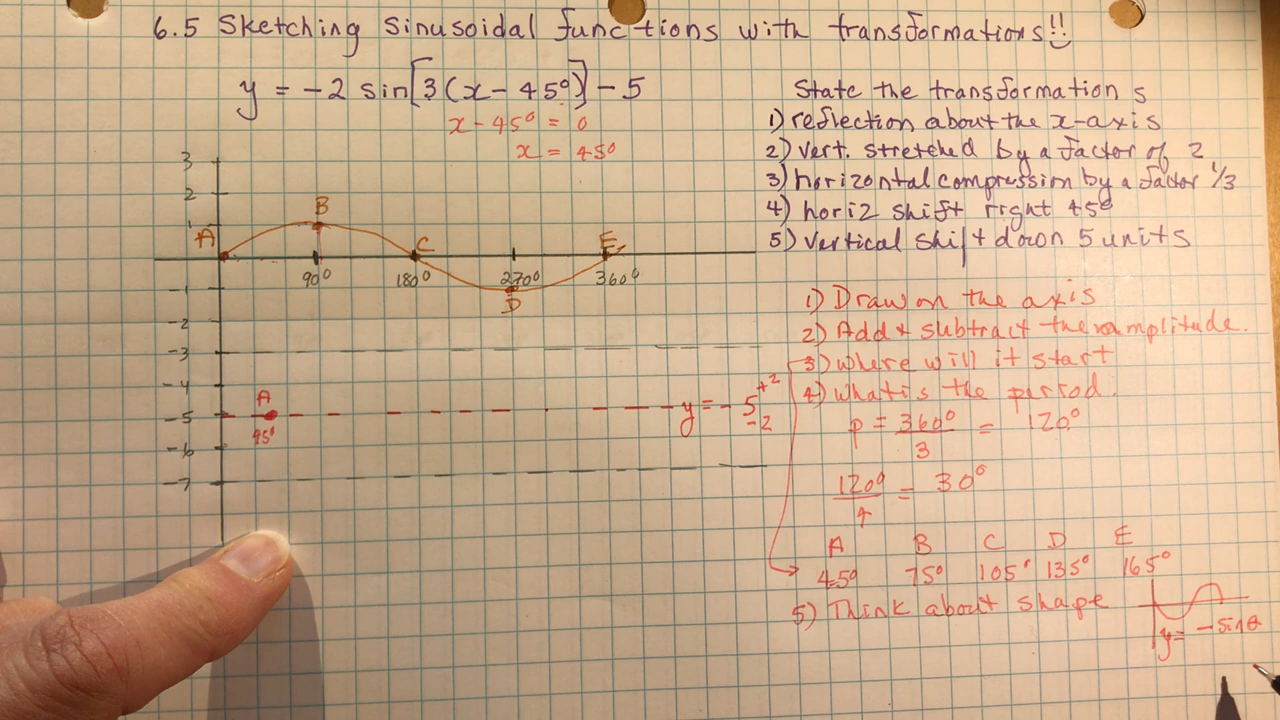 6.5 Sketching Sinusoidal functions with transformations!!
y = -2 sin[3(x - 45°)] - 5
x - 45° = 0
x = 45°
State the transformation s
1) reflection about the x-axis
2) vert. stretched by a factor of 2
3) horizontal compression by a factor 1/3
4) horiz shift right 45°
5) vertical shift down 5 units
3
2
1
-1
-2
-3
-4
-5
-6
-7
A
B
C
D
E
90°
180°
270°
360°
A
45°
y = -5
+2
-2
1) Draw on the axis
2) Add & subtract the amplitude.
3) where will it start
4) What is the period.
p = 360°/3 = 120°
120°/4 = 30°
A B C D E
45° 75° 105° 135° 165°
5) Think about shape
y = -sin θ